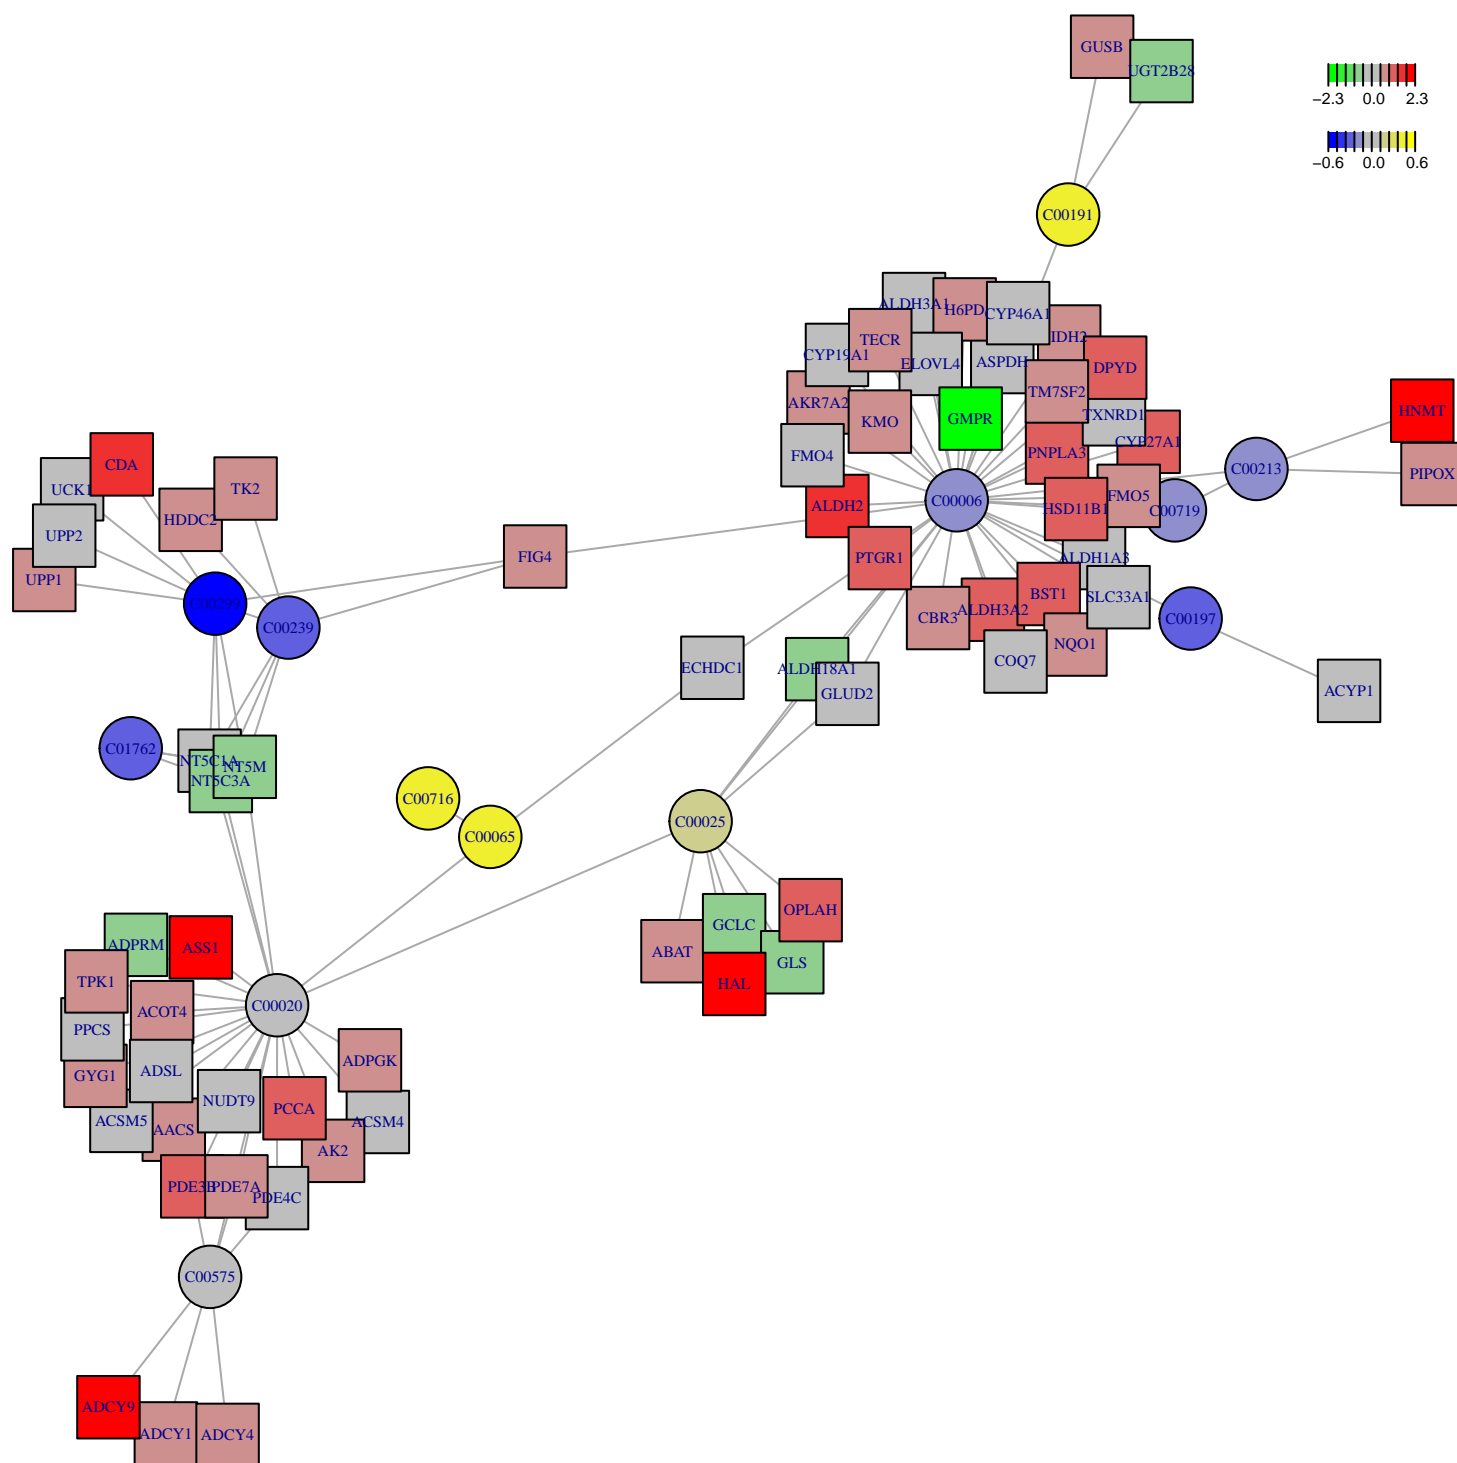 GUSB
UGT2B28
−2.3 0.0 2.3
−0.6 0.0 0.6
C00191
ALDH3A1
H6PD
CYP46A1
TECR
IDH2
CYP19A1
ELOVL4
ASPDH
DPYD
AKR7A2
TM7SF2
KMO
GMPR
TXNRD1
HNMT
CYP27A1
FMO4
PNPLA3
CDA
C00213
PIPOX
UCK1
TK2
C00006
FMO5
ALDH2
HSD11B1
C00719
HDDC2
UPP2
FIG4
PTGR1
ALDH1A3
UPP1
BST1
SLC33A1
C00299
C00239
CBR3
ALDH3A2
C00197
NQO1
COQ7
ECHDC1
ALDH18A1
GLUD2
ACYP1
C01762
NT5C1A
NT5M
NT5C3A
C00716
C00065
C00025
OPLAH
GCLC
ADPRM
ASS1
ABAT
GLS
TPK1
HAL
C00020
ACOT4
PPCS
ADPGK
ADSL
GYG1
NUDT9
PCCA
ACSM5
ACSM4
AACS
AK2
PDE3B
PDE7A
PDE4C
C00575
ADCY9
ADCY1
ADCY4